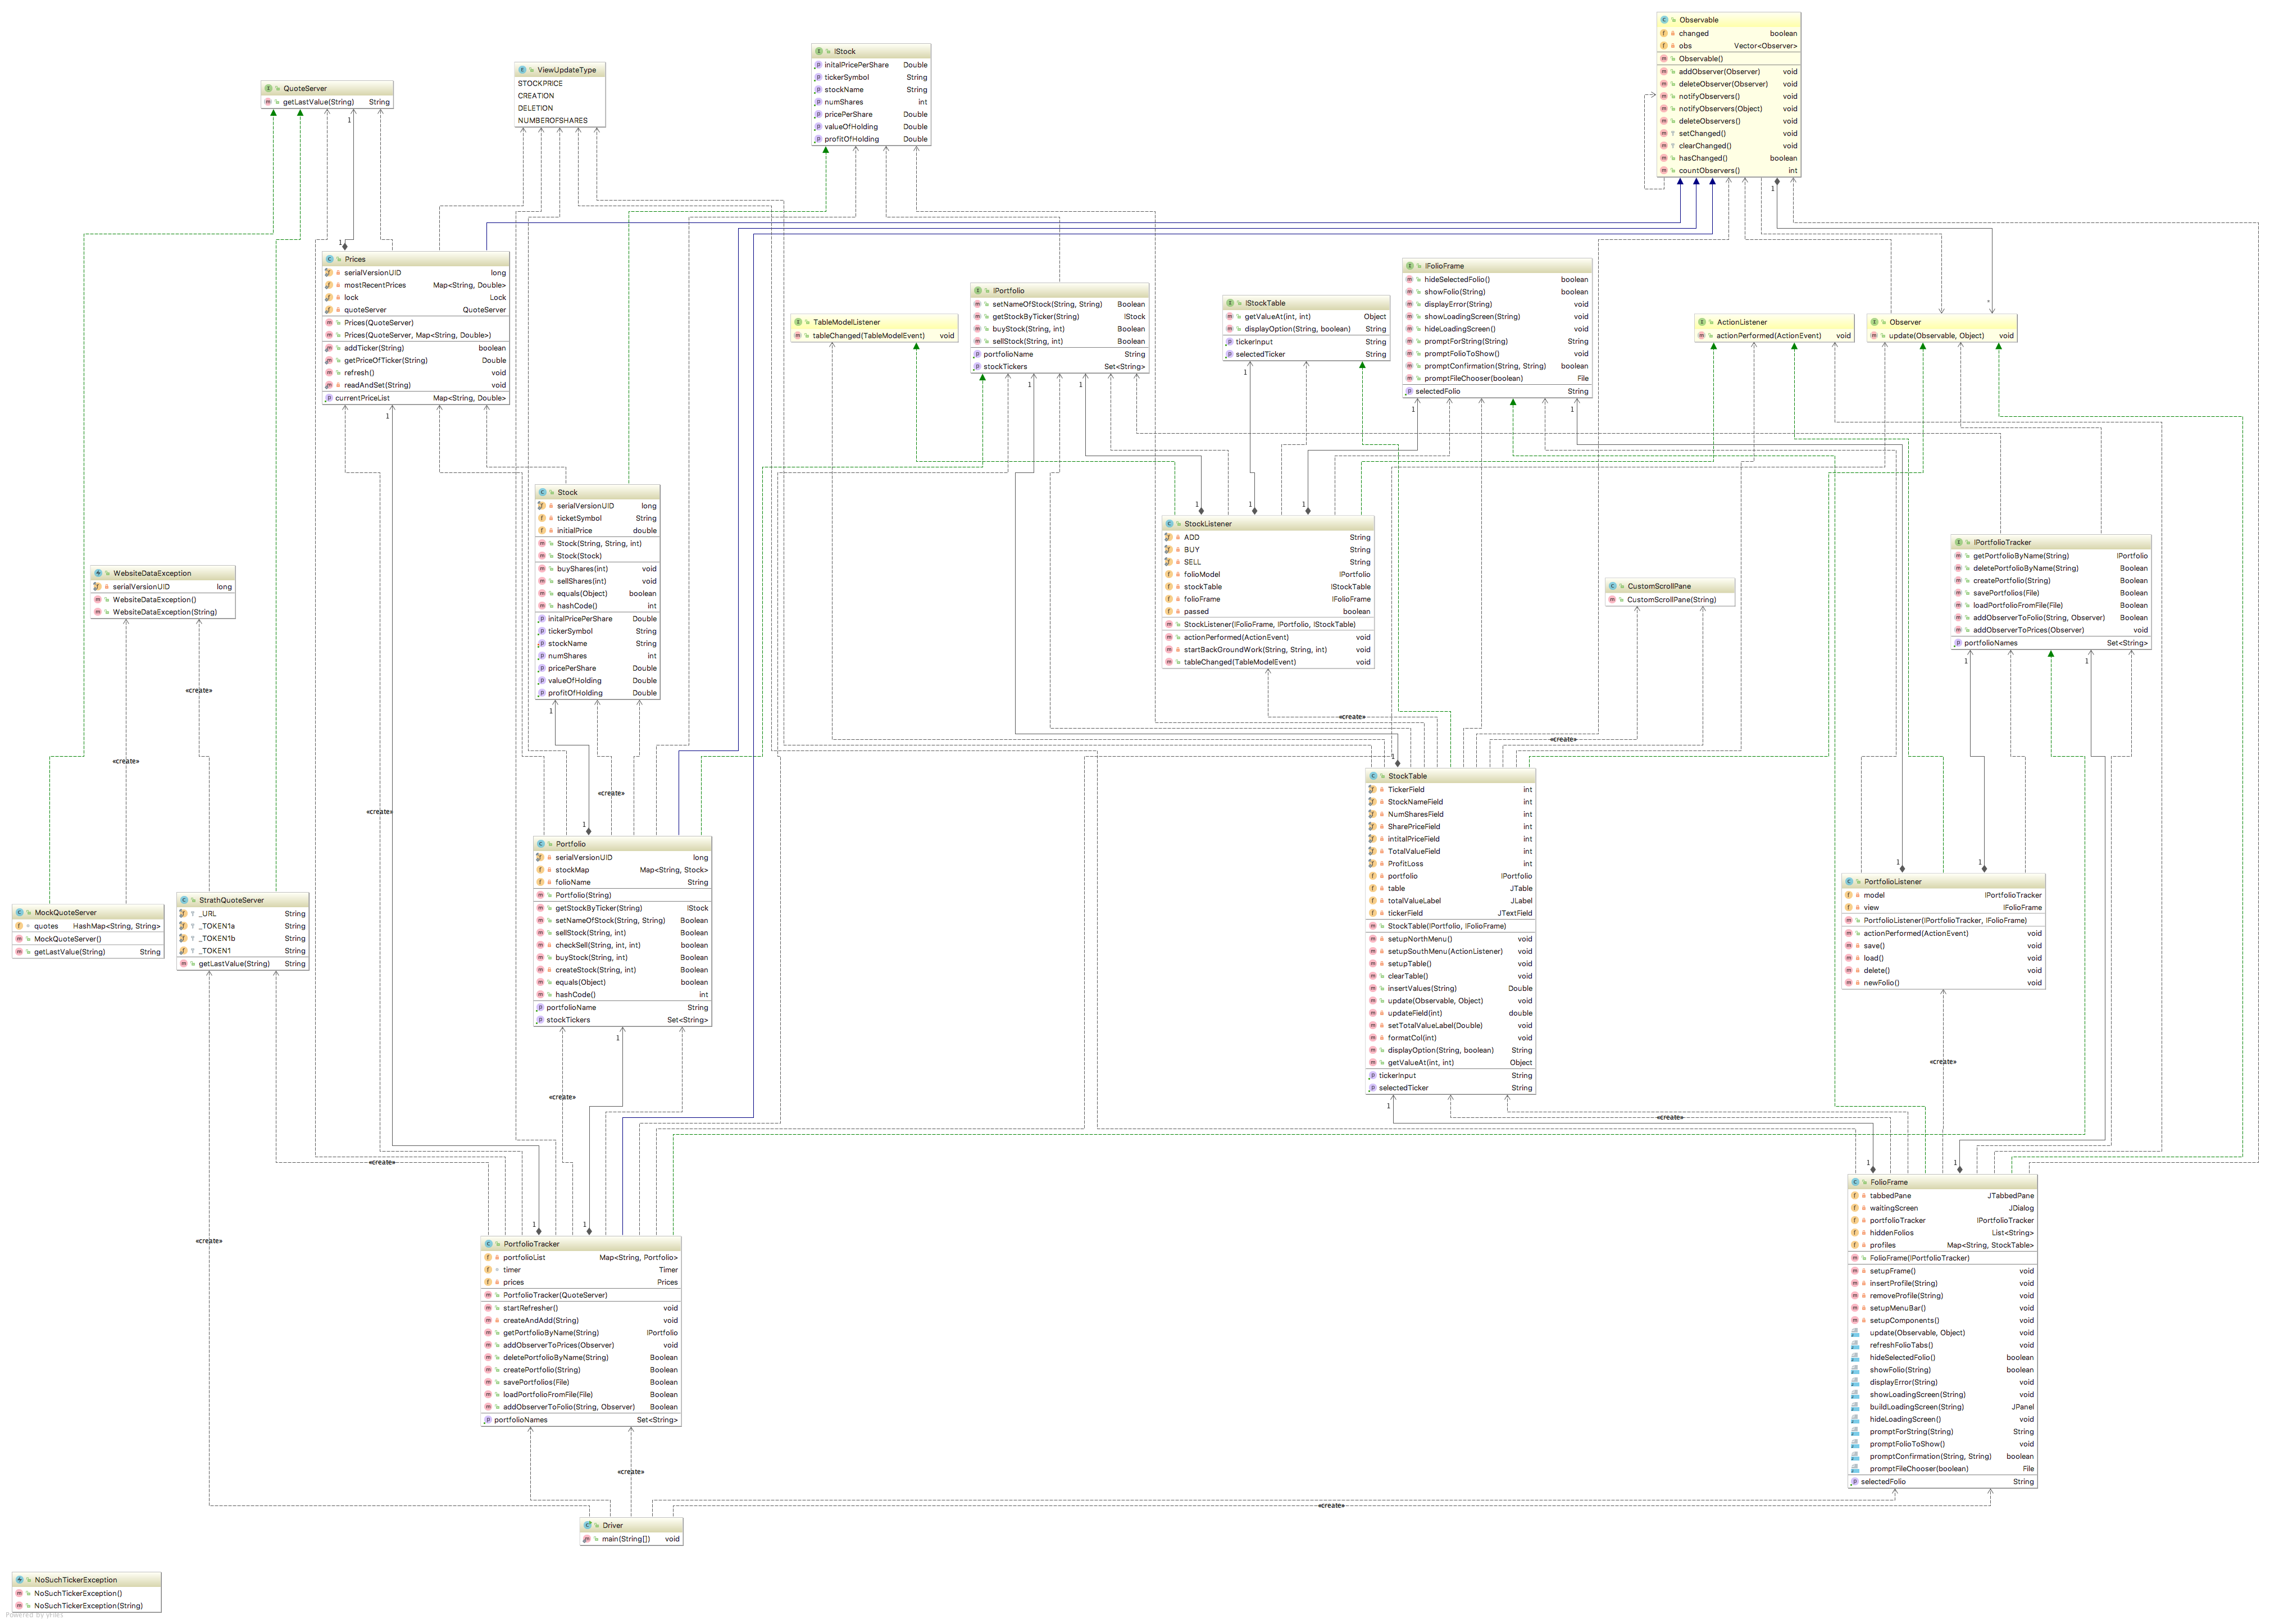 Observable
changed boolean
obs Vector<Observer>
Observable()
addObserver(Observer) void
deleteObserver(Observer) void
notifyObservers() void
notifyObservers(Object) void
deleteObservers() void
setChanged() void
clearChanged() void
hasChanged() boolean
countObservers() int
IStock
initalPricePerShare Double
tickerSymbol String
stockName String
numShares int
pricePerShare Double
valueOfHolding Double
profitOfHolding Double
ViewUpdateType
STOCKPRICE
CREATION
DELETION
NUMBEROFSHARES
QuoteServer
getLastValue(String) String
1
1
1
*
Prices
serialVersionUID long
mostRecentPrices Map<String, Double>
lock Lock
quoteServer QuoteServer
Prices(QuoteServer)
Prices(QuoteServer, Map<String, Double>)
addTicker(String) boolean
getPriceOfTicker(String) Double
refresh() void
readAndSet(String) void
currentPriceList Map<String, Double>
1
TableModelListener
tableChanged(TableModelEvent) void
IPortfolio
setNameOfStock(String, String) Boolean
getStockByTicker(String) IStock
buyStock(String, int) Boolean
sellStock(String, int) Boolean
portfolioName String
stockTickers Set<String>
1
1
IStockTable
getValueAt(int, int) Object
displayOption(String, boolean) String
tickerInput String
selectedTicker String
1
IFolioFrame
hideSelectedFolio() boolean
showFolio(String) boolean
displayError(String) void
showLoadingScreen(String) void
hideLoadingScreen() void
promptForString(String) String
promptFolioToShow() void
promptConfirmation(String, String) boolean
promptFileChooser(boolean) File
selectedFolio String
1
1
ActionListener
actionPerformed(ActionEvent) void
Observer
update(Observable, Object) void
Stock
serialVersionUID long
ticketSymbol String
initialPrice double
Stock(String, String, int)
Stock(Stock)
buyShares(int) void
sellShares(int) void
equals(Object) boolean
hashCode() int
initalPricePerShare Double
tickerSymbol String
stockName String
numShares int
pricePerShare Double
valueOfHolding Double
profitOfHolding Double
1
1
1
1
StockListener
ADD String
BUY String
SELL String
folioModel IPortfolio
stockTable IStockTable
folioFrame IFolioFrame
passed boolean
StockListener(IFolioFrame, IPortfolio, IStockTable)
actionPerformed(ActionEvent) void
startBackGroundWork(String, String, int) void
tableChanged(TableModelEvent) void
CustomScrollPane
CustomScrollPane(String)
IPortfolioTracker
getPortfolioByName(String) IPortfolio
deletePortfolioByName(String) Boolean
createPortfolio(String) Boolean
savePortfolios(File) Boolean
loadPortfolioFromFile(File) Boolean
addObserverToFolio(String, Observer) Boolean
addObserverToPrices(Observer) void
portfolioNames Set<String>
1
1
WebsiteDataException
serialVersionUID long
WebsiteDataException()
WebsiteDataException(String)
«create»
«create»
«create»
«create»
«create»
«create»
1
1
StockTable
TickerField int
StockNameField int
NumSharesField int
SharePriceField int
intitalPriceField int
TotalValueField int
ProfitLoss int
portfolio IPortfolio
table JTable
totalValueLabel JLabel
tickerField JTextField
StockTable(IPortfolio, IFolioFrame)
setupNorthMenu() void
setupSouthMenu(ActionListener) void
setupTable() void
clearTable() void
insertValues(String) Double
update(Observable, Object) void
updateField(int) double
setTotalValueLabel(Double) void
formatCol(int) void
displayOption(String, boolean) String
getValueAt(int, int) Object
tickerInput String
selectedTicker String
1
Portfolio
serialVersionUID long
stockMap Map<String, Stock>
folioName String
Portfolio(String)
getStockByTicker(String) IStock
setNameOfStock(String, String) Boolean
sellStock(String, int) Boolean
checkSell(String, int, int) boolean
buyStock(String, int) Boolean
createStock(String, int) Boolean
equals(Object) boolean
hashCode() int
portfolioName String
stockTickers Set<String>
1
1
1
PortfolioListener
model IPortfolioTracker
view IFolioFrame
PortfolioListener(IPortfolioTracker, IFolioFrame)
actionPerformed(ActionEvent) void
save() void
load() void
delete() void
newFolio() void
MockQuoteServer
quotes HashMap<String, String>
MockQuoteServer()
getLastValue(String) String
StrathQuoteServer
_URL String
_TOKEN1a String
_TOKEN1b String
_TOKEN1 String
getLastValue(String) String
«create»
«create»
«create»
«create»
«create»
1
1
FolioFrame
tabbedPane JTabbedPane
waitingScreen JDialog
portfolioTracker IPortfolioTracker
hiddenFolios List<String>
profiles Map<String, StockTable>
FolioFrame(IPortfolioTracker)
setupFrame() void
insertProfile(String) void
removeProfile(String) void
setupMenuBar() void
setupComponents() void
update(Observable, Object) void
refreshFolioTabs() void
hideSelectedFolio() boolean
showFolio(String) boolean
displayError(String) void
showLoadingScreen(String) void
buildLoadingScreen(String) JPanel
hideLoadingScreen() void
promptForString(String) String
promptFolioToShow() void
promptConfirmation(String, String) boolean
promptFileChooser(boolean) File
selectedFolio String
1
1
PortfolioTracker
portfolioList Map<String, Portfolio>
timer Timer
prices Prices
PortfolioTracker(QuoteServer)
startRefresher() void
createAndAdd(String) void
getPortfolioByName(String) IPortfolio
addObserverToPrices(Observer) void
deletePortfolioByName(String) Boolean
createPortfolio(String) Boolean
savePortfolios(File) Boolean
loadPortfolioFromFile(File) Boolean
addObserverToFolio(String, Observer) Boolean
portfolioNames Set<String>
«create»
«create»
Driver
main(String[]) void
NoSuchTickerException
NoSuchTickerException()
NoSuchTickerException(String)
Powered by yFiles